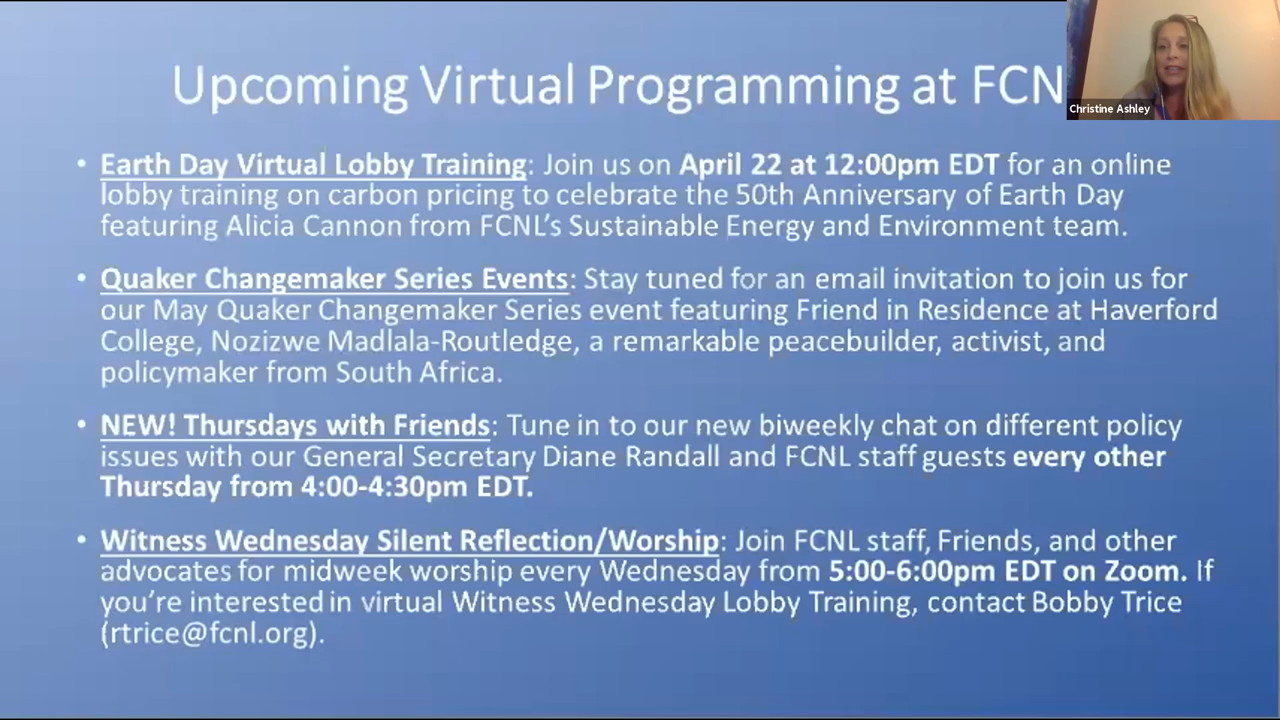 Upcoming Virtual Programming at FCN
Christine Ashley
• Earth Day Virtual Lobby Training: Join us on April 22 at 12:00pm EDT for an online
lobby training on carbon pricing to celebrate the 50th Anniversary of Earth Day
featuring Alicia Cannon from FCNL’s Sustainable Energy and Environment team.
• Quaker Changemaker Series Events: Stay tuned for an email invitation to join us for
our May Quaker Changemaker Series event featuring Friend in Residence at Haverford
College, Nozizwe Madlala-Routledge, a remarkable peacebuilder, activist, and
policymaker from South Africa.
• NEW! Thursdays with Friends: Tune in to our new biweekly chat on different policy
issues with our General Secretary Diane Randall and FCNL staff guests every other
Thursday from 4:00-4:30pm EDT.
• Witness Wednesday Silent Reflection/Worship: Join FCNL staff, Friends, and other
advocates for midweek worship every Wednesday from 5:00-6:00pm EDT on Zoom. If
you’re interested in virtual Witness Wednesday Lobby Training, contact Bobby Trice
(rtrice@fcnl.org).